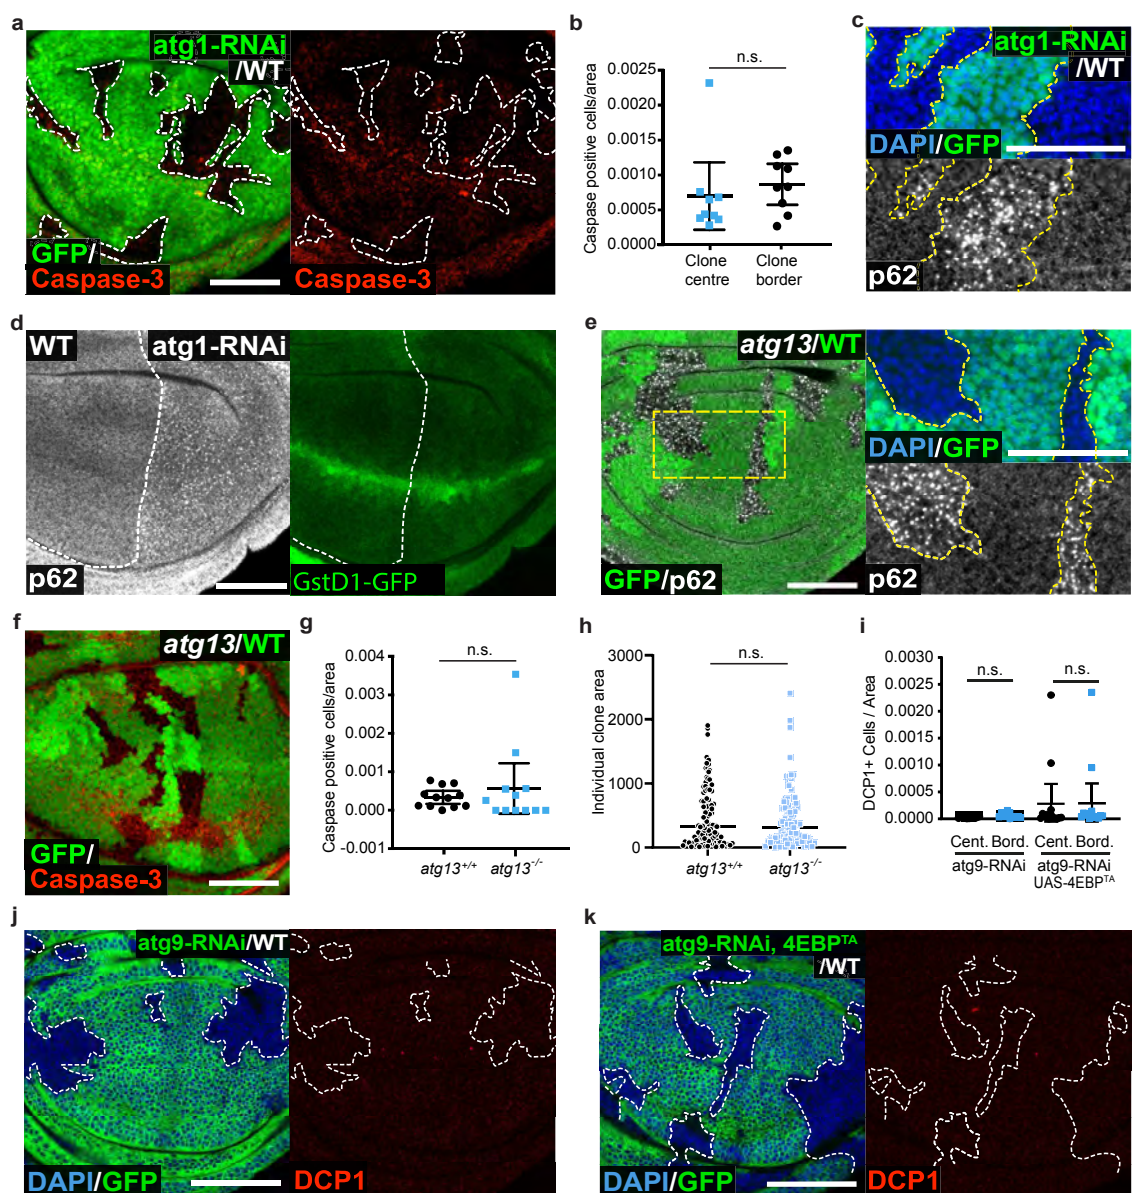 a
atg1-RNAi
/WT
GFP/
Caspase-3
Caspase-3
b
n.s.
Caspase positive cells/area
0.0025
0.0020
0.0015
0.0010
0.0005
0.0000
Clone
centre
Clone
border
c
atg1-RNAi
/WT
DAPI/GFP
p62
d
WT
atg1-RNAi
p62
GstD1-GFP
e
atg13/WT
GFP/p62
DAPI/GFP
p62
f
atg13/WT
GFP/
Caspase-3
g
n.s.
Caspase positive cells/area
0.004
0.003
0.002
0.001
0.000
-0.001
atg13+/+
atg13-/-
h
n.s.
Individual clone area
3000
2000
1000
0
atg13+/+
atg13-/-
i
n.s.
n.s.
DCP1+ Cells / Area
0.0030
0.0025
0.0020
0.0015
0.0010
0.0005
0.0000
Cent. Bord.
atg9-RNAi
Cent. Bord.
atg9-RNAi
UAS-4EBPTA
j
atg9-RNAi/WT
DAPI/GFP
DCP1
k
atg9-RNAi, 4EBPTA
/WT
DAPI/GFP
DCP1